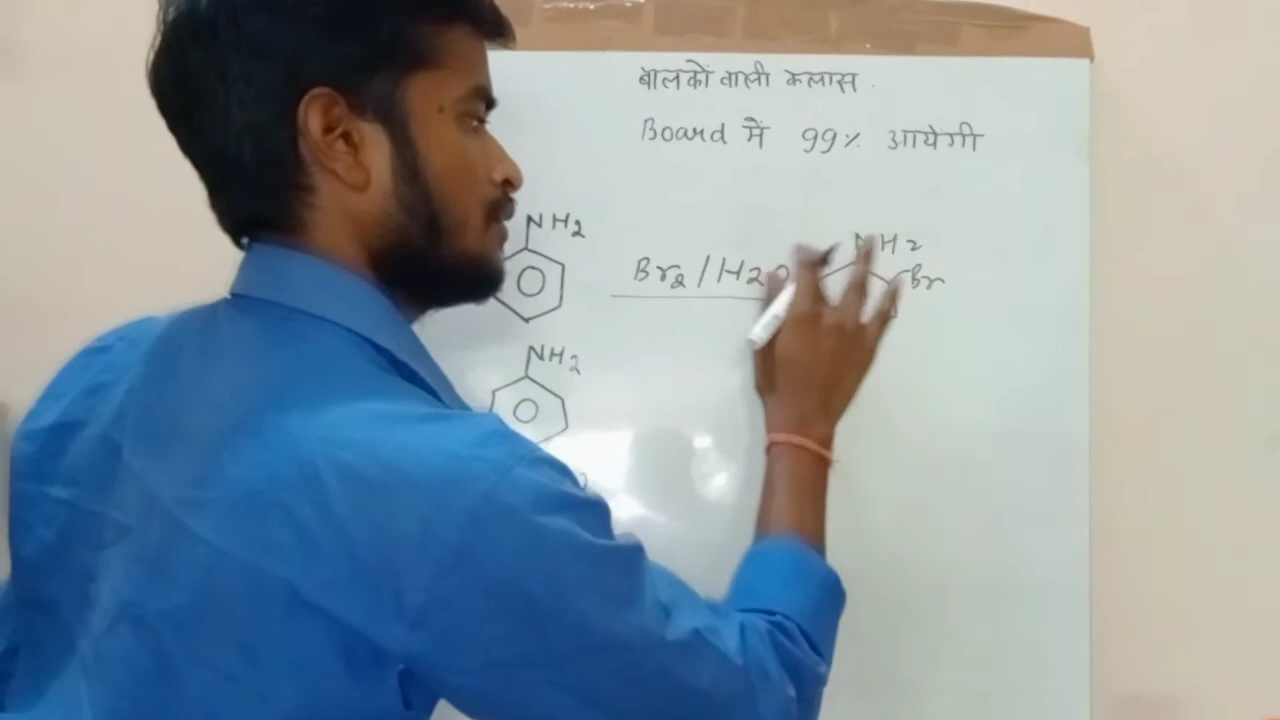 बालकों वाली क्लास.
Board में 99% आयेगी
NH2
Br2/H2O
NH2
Br
NH2